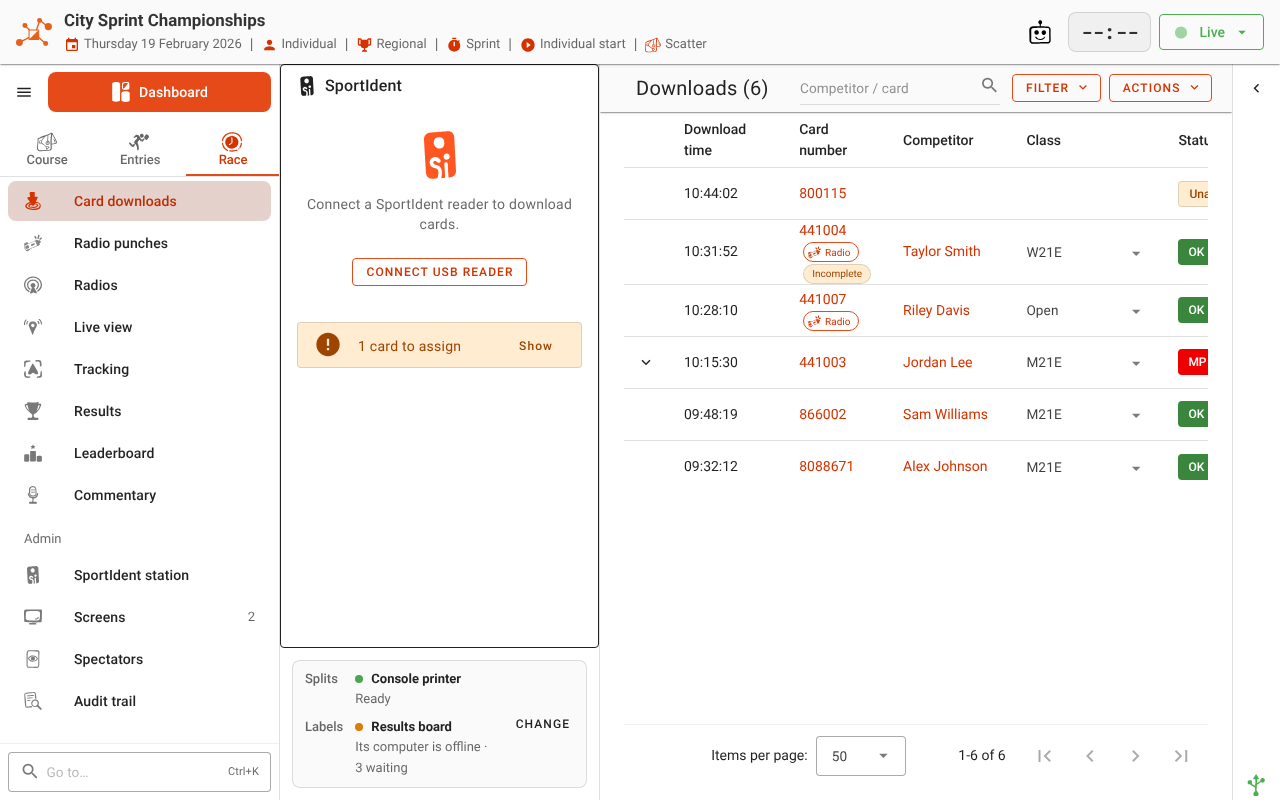 City Sprint Championships
Thursday 19 February 2026 | Individual | Regional | Sprint | Individual start | Scatter
--:--
Live
Dashboard
Course
Entries
Race
Card downloads
Radio punches
Radios
Live view
Tracking
Results
Leaderboard
Commentary
Admin
SportIdent station
Screens 2
Spectators
Audit trail
Go to… Ctrl+K
SportIdent
Si
Connect a SportIdent reader to download
cards.
CONNECT USB READER
1 card to assign Show
Splits Console printer
Ready
Labels Results board CHANGE
Its computer is offline ·
3 waiting
Downloads (6)
Competitor / card
FILTER
ACTIONS
Download time Card number Competitor Class Statu
10:44:02 800115 Una
10:31:52 441004 Radio Incomplete Taylor Smith W21E OK
10:28:10 441007 Radio Riley Davis Open OK
10:15:30 441003 Jordan Lee M21E MP
09:48:19 866002 Sam Williams M21E OK
09:32:12 8088671 Alex Johnson M21E OK
Items per page: 50 1-6 of 6